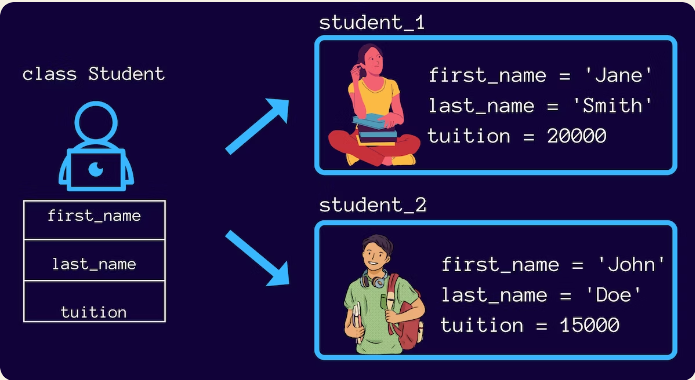 class Student
first_name
last_name
tuition
student_1
first_name = 'Jane'
last_name = 'Smith'
tuition = 20000
student_2
first_name = 'John'
last_name = 'Doe'
tuition = 15000